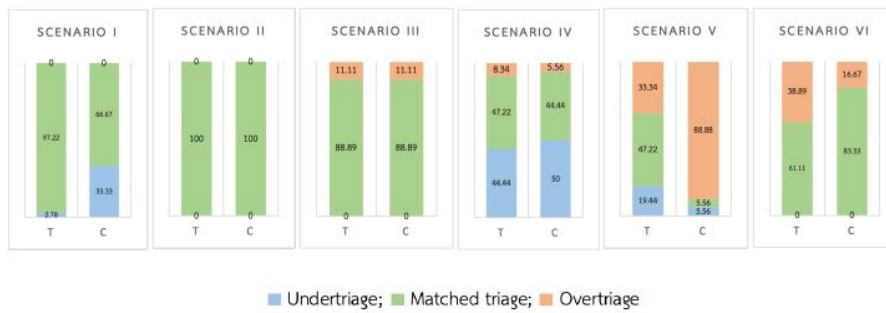 SCENARIO I
0 0
97.22 66.67
2.78 33.33
T C
SCENARIO II
0 0
100 100
0 0
T C
SCENARIO III
11.11 11.11
88.89 88.89
0 0
T C
SCENARIO IV
8.34 5.56
47.22 44.44
44.44 50
T C
SCENARIO V
33.34 88.88
47.22 5.56
19.44 5.56
T C
SCENARIO VI
38.89 16.67
61.11 83.33
0 0
T C
Undertriage; Matched triage; Overtriage